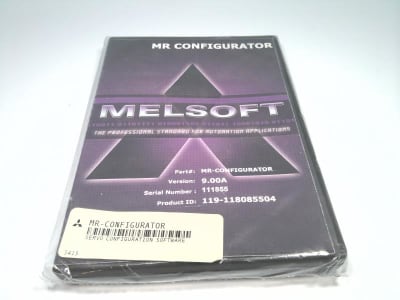 MR CONFIGURATOR
MELSOFT
THE PROFESSIONAL STANDARD FOR AUTOMATION APPLICATIONS
Part#: MR-CONFIGURATOR
Version: 9.00A
Serial Number : 111865
Product ID: 119-118085504
MR-CONFIGURATOR
SERVO CONFIGURATION SOFTWARE